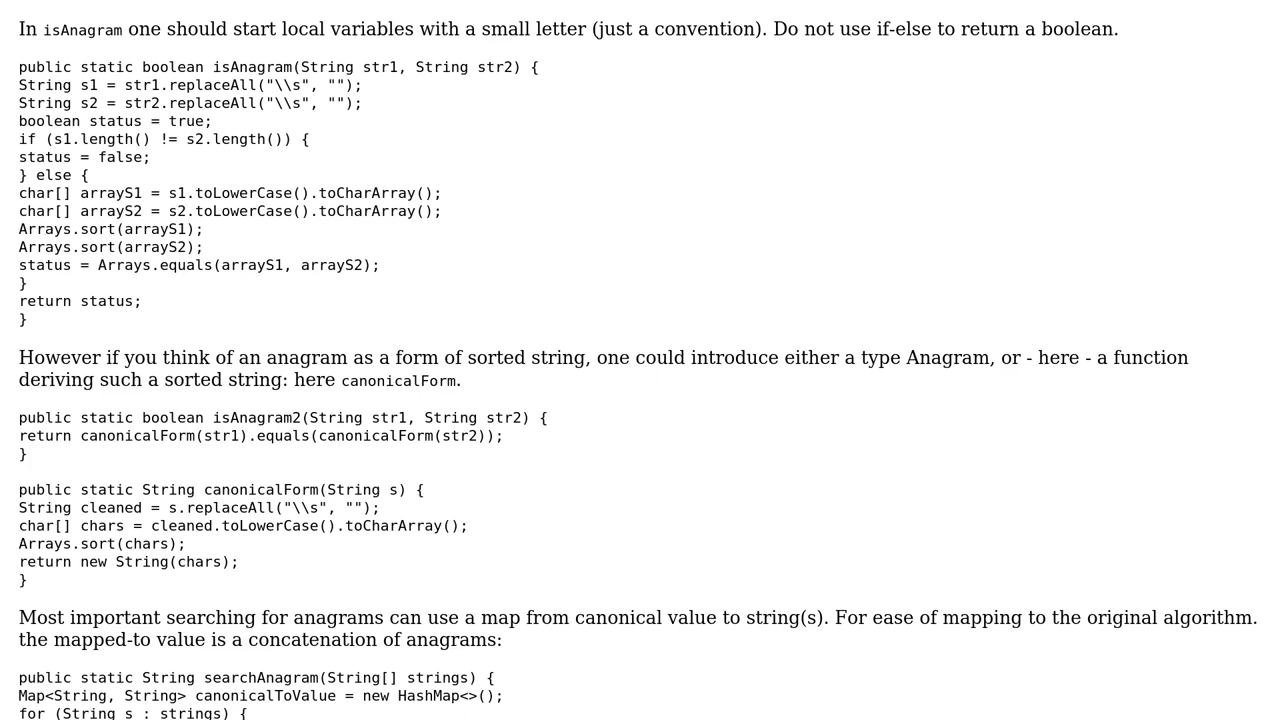 In isAnagram one should start local variables with a small letter (just a convention). Do not use if-else to return a boolean.
public static boolean isAnagram(String str1, String str2) {
String s1 = str1.replaceAll("\\s", "");
String s2 = str2.replaceAll("\\s", "");
boolean status = true;
if (s1.length() != s2.length()) {
status = false;
} else {
char[] arrayS1 = s1.toLowerCase().toCharArray();
char[] arrayS2 = s2.toLowerCase().toCharArray();
Arrays.sort(arrayS1);
Arrays.sort(arrayS2);
status = Arrays.equals(arrayS1, arrayS2);
}
return status;
}
However if you think of an anagram as a form of sorted string, one could introduce either a type Anagram, or - here - a function
deriving such a sorted string: here canonicalForm.
public static boolean isAnagram2(String str1, String str2) {
return canonicalForm(str1).equals(canonicalForm(str2));
}
public static String canonicalForm(String s) {
String cleaned = s.replaceAll("\\s", "");
char[] chars = cleaned.toLowerCase().toCharArray();
Arrays.sort(chars);
return new String(chars);
}
Most important searching for anagrams can use a map from canonical value to string(s). For ease of mapping to the original algorithm.
the mapped-to value is a concatenation of anagrams:
public static String searchAnagram(String[] strings) {
Map<String, String> canonicalToValue = new HashMap<>();
for (String s : strings) {